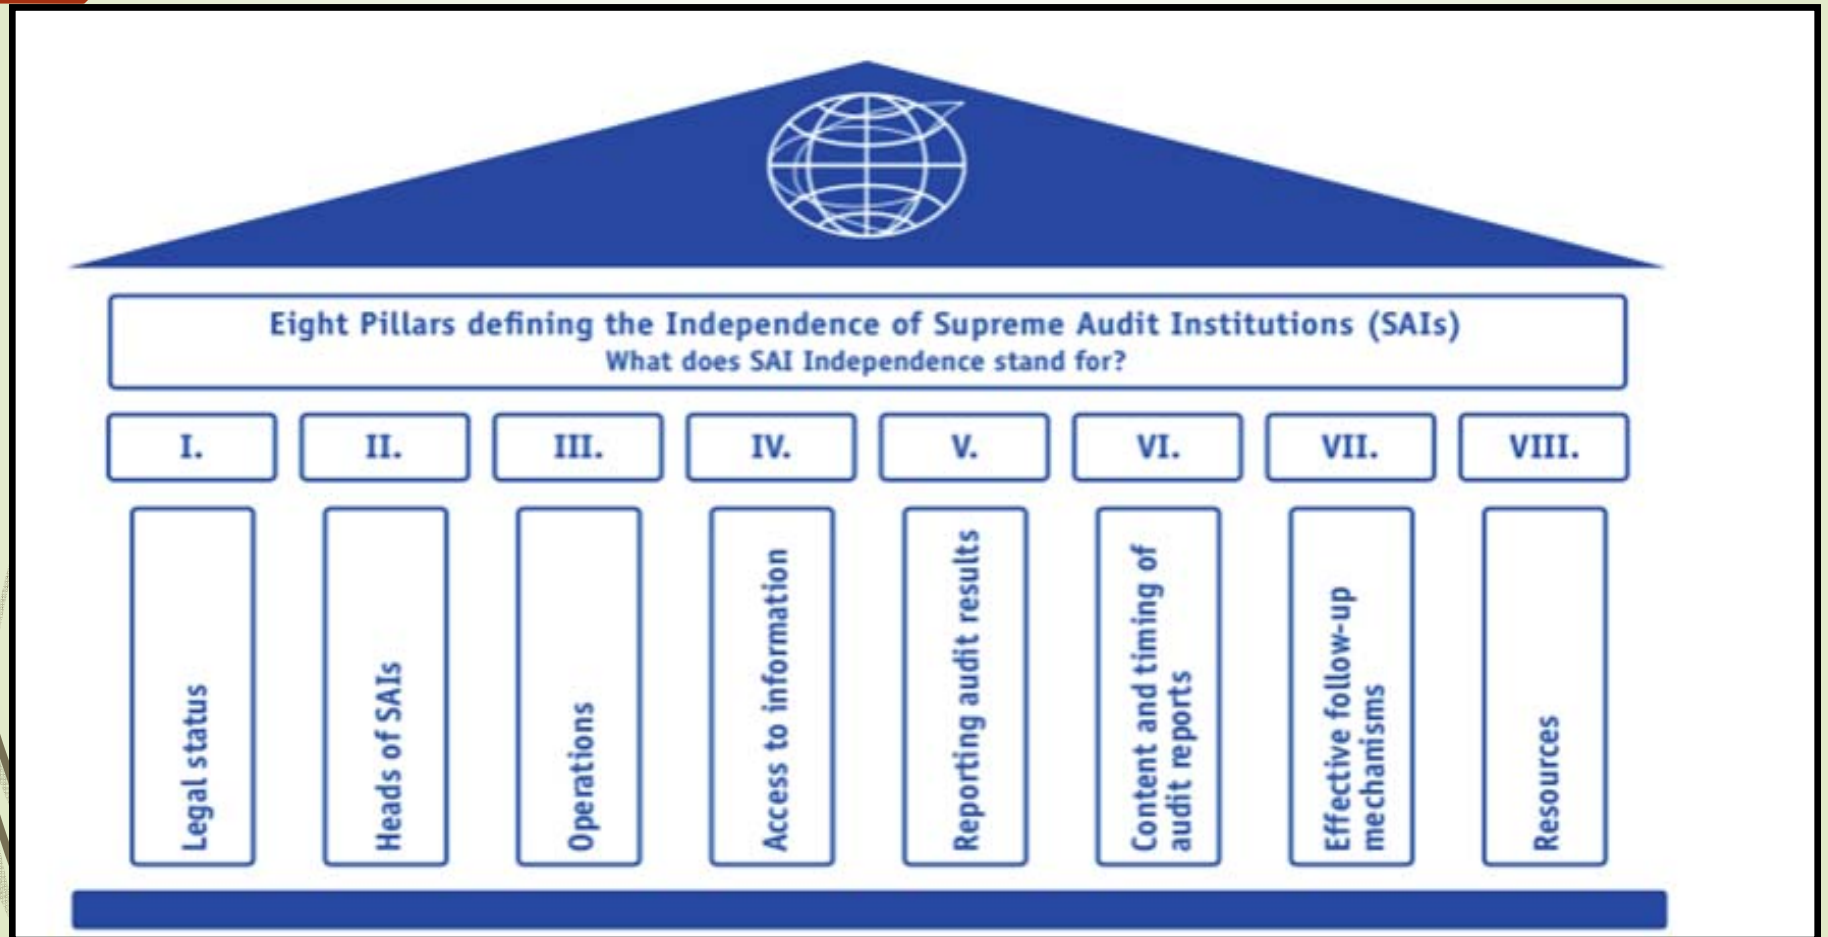 Eight Pillars defining the Independence of Supreme Audit Institutions (SAIs)
What does SAI Independence stand for?
I.
II.
III.
IV.
V.
VI.
VII.
VIII.
Legal status
Heads of SAIs
Operations
Access to information
Reporting audit results
Content and timing of
audit reports
Effective follow-up
mechanisms
Resources